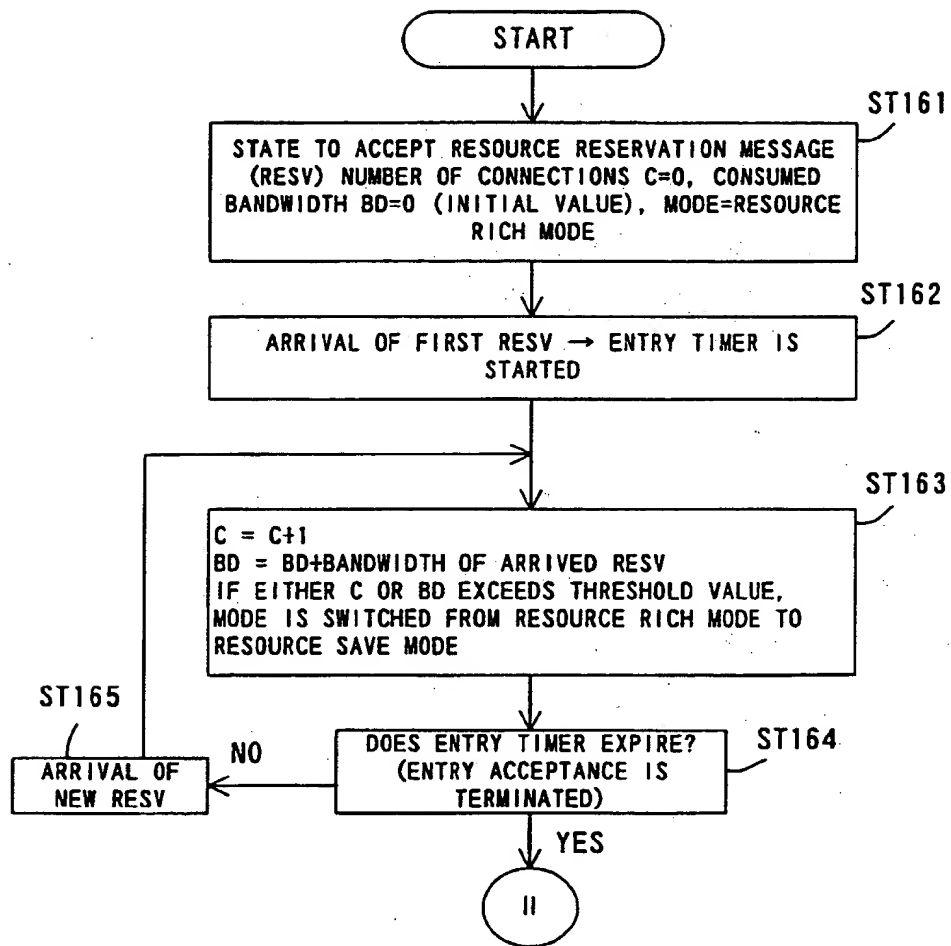 START
ST161
STATE TO ACCEPT RESOURCE RESERVATION MESSAGE
(RESV) NUMBER OF CONNECTIONS C=0, CONSUMED
BANDWIDTH BD=0 (INITIAL VALUE), MODE=RESOURCE
RICH MODE
ST162
ARRIVAL OF FIRST RESV → ENTRY TIMER IS
STARTED
ST163
C = C+1
BD = BD+BANDWIDTH OF ARRIVED RESV
IF EITHER C OR BD EXCEEDS THRESHOLD VALUE,
MODE IS SWITCHED FROM RESOURCE RICH MODE TO
RESOURCE SAVE MODE
ST165
ARRIVAL OF
NEW RESV
NO
DOES ENTRY TIMER EXPIRE?
(ENTRY ACCEPTANCE IS
TERMINATED)
ST164
YES
II